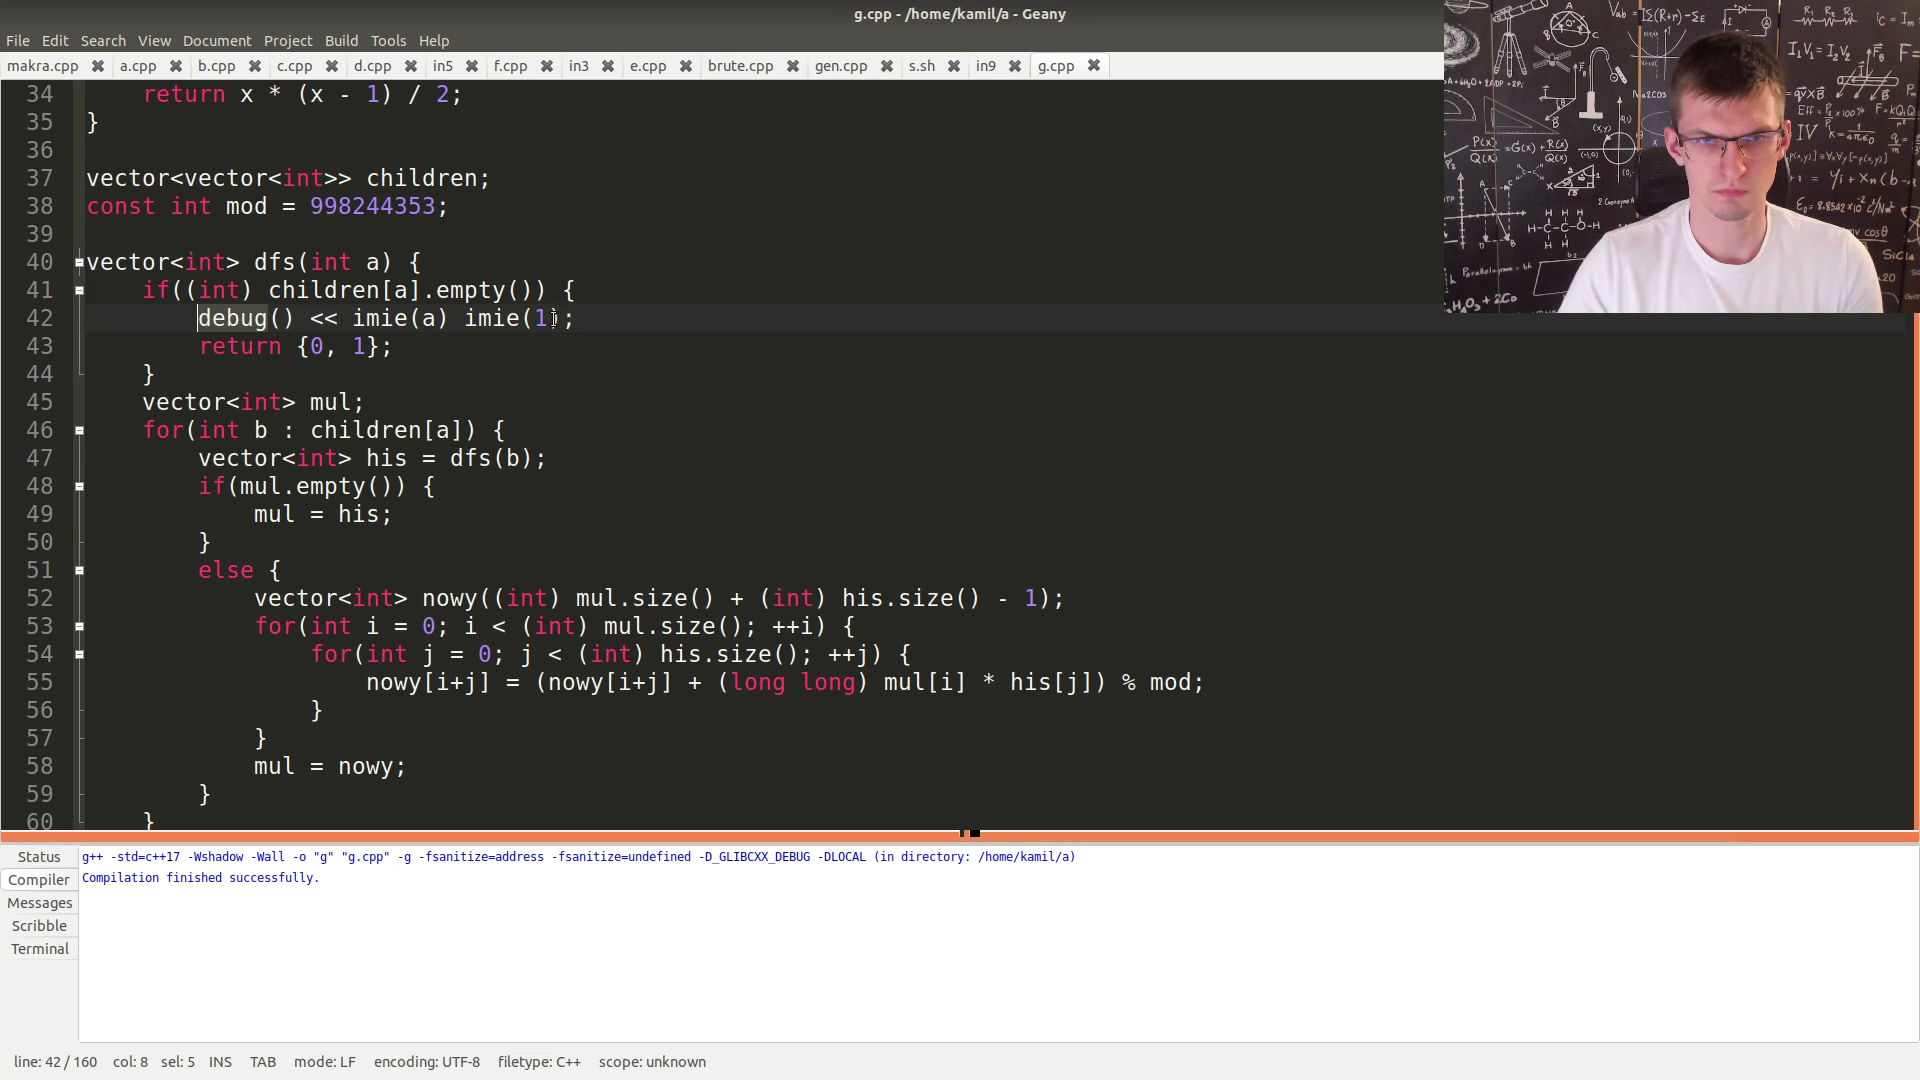 g.cpp - /home/kamil/a - Geany
File Edit Search View Document Project Build Tools Help
makra.cpp a.cpp b.cpp c.cpp d.cpp in5 f.cpp in3 e.cpp brute.cpp gen.cpp s.sh in9 g.cpp
34 return x * (x - 1) / 2;
35 }
36
37 vector<vector<int>> children;
38 const int mod = 998244353;
39
40 vector<int> dfs(int a) {
41 if((int) children[a].empty()) {
42 debug() << imie(a) imie(1);
43 return {0, 1};
44 }
45 vector<int> mul;
46 for(int b : children[a]) {
47 vector<int> his = dfs(b);
48 if(mul.empty()) {
49 mul = his;
50 }
51 else {
52 vector<int> nowy((int) mul.size() + (int) his.size() - 1);
53 for(int i = 0; i < (int) mul.size(); ++i) {
54 for(int j = 0; j < (int) his.size(); ++j) {
55 nowy[i+j] = (nowy[i+j] + (long long) mul[i] * his[j]) % mod;
56 }
57 }
58 mul = nowy;
59 }
60 }
Status
Compiler
Messages
Scribble
Terminal
g++ -std=c++17 -Wshadow -Wall -o "g" "g.cpp" -g -fsanitize=address -fsanitize=undefined -D_GLIBCXX_DEBUG -DLOCAL (in directory: /home/kamil/a)
Compilation finished successfully.
line: 42 / 160 col: 8 sel: 5 INS TAB mode: LF encoding: UTF-8 filetype: C++ scope: unknown